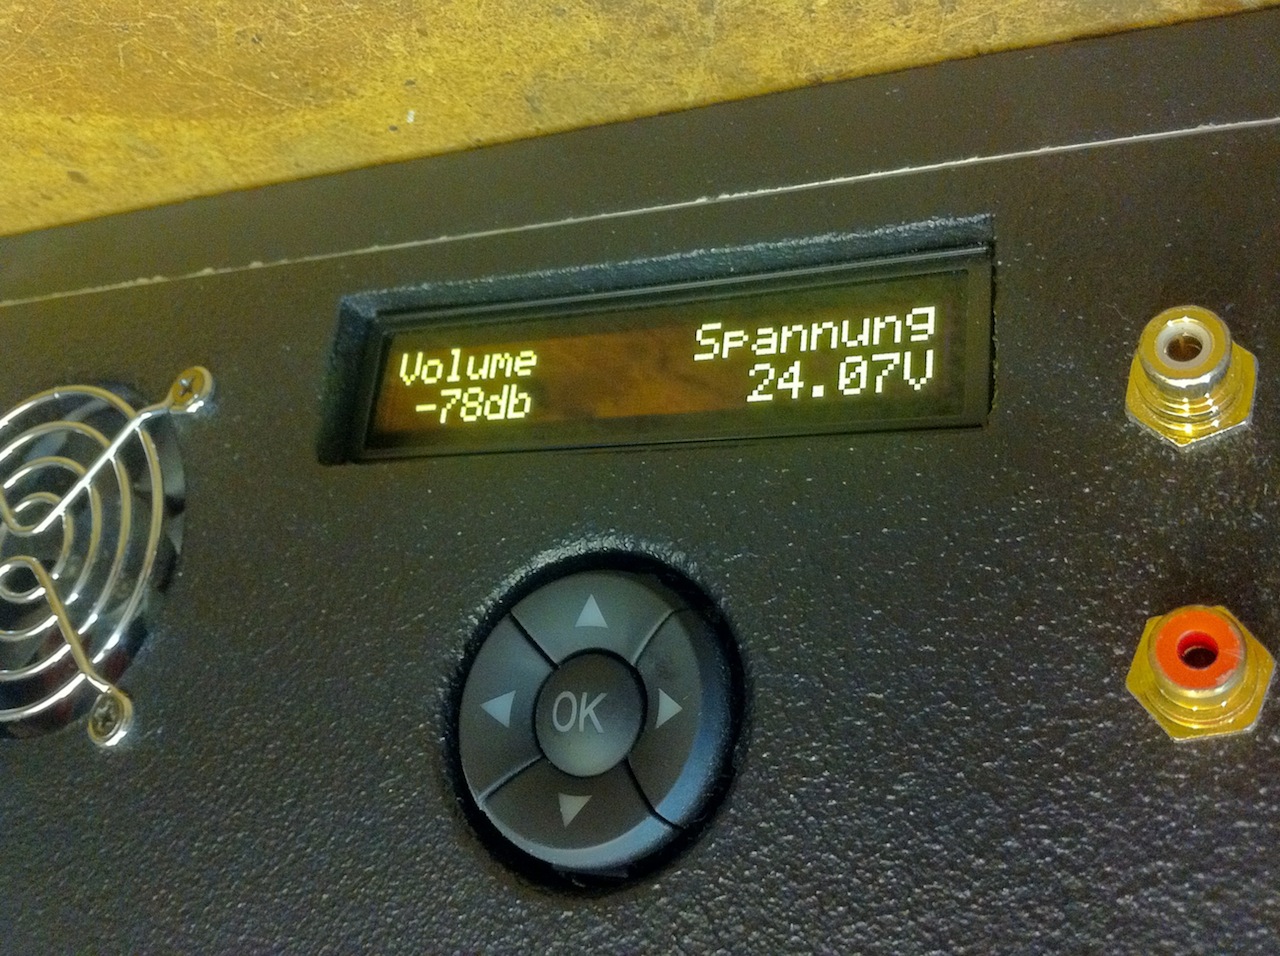 Volume
-78db
Spannung
24.07V
OK